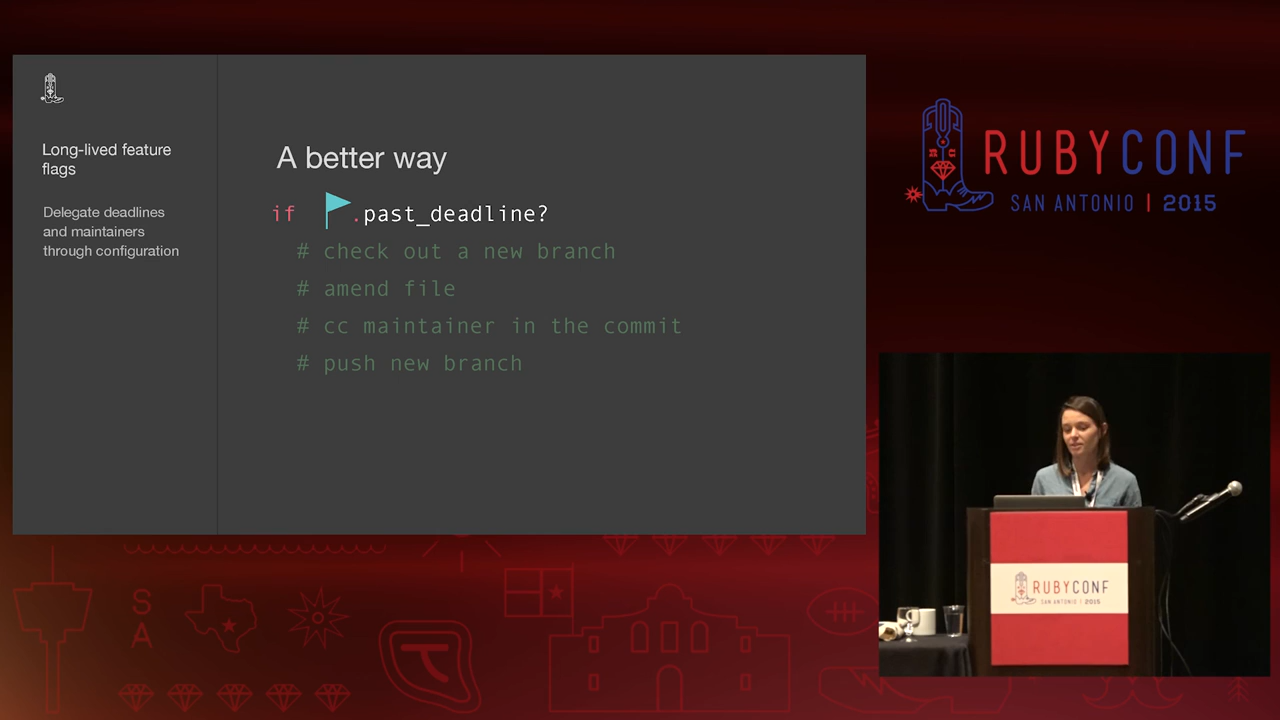 Long-lived feature
flags
Delegate deadlines
and maintainers
through configuration
A better way
if .past_deadline?
# check out a new branch
# amend file
# cc maintainer in the commit
# push new branch
RUBYCONF
SAN ANTONIO | 2015
RUBYCONF
SAN ANTONIO | 2015
S
A